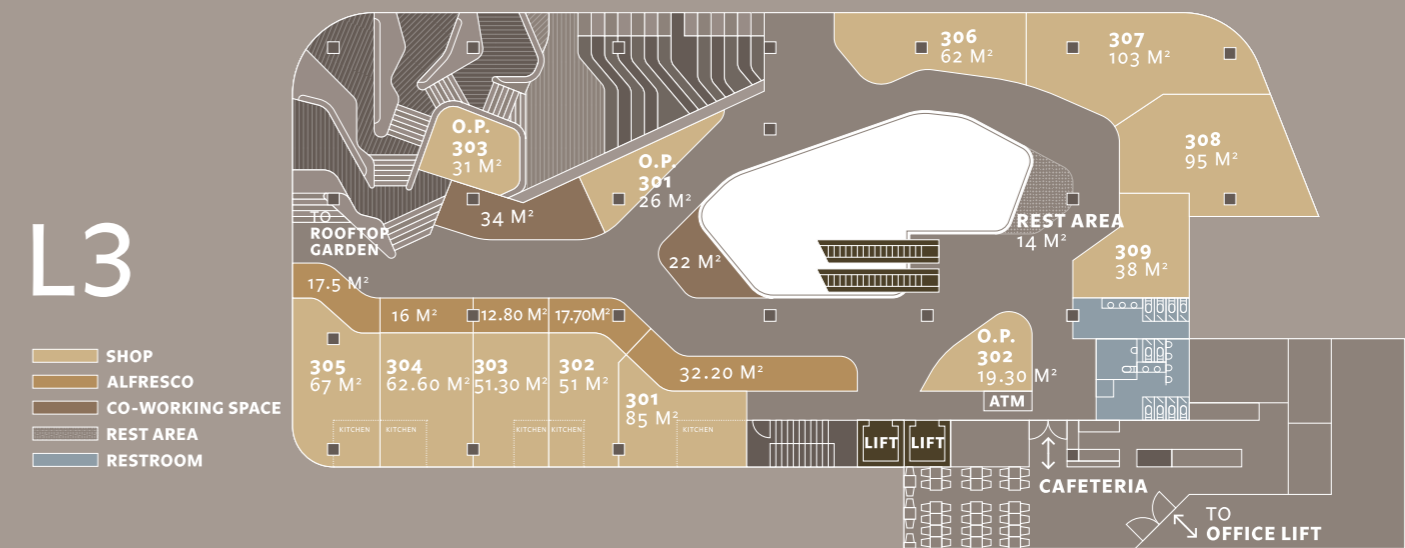 L3
SHOP
ALFRESCO
CO-WORKING SPACE
REST AREA
RESTROOM
306
62 M²
307
103 M²
308
95 M²
O.P.
303
31 M²
O.P.
301
26 M²
34 M²
TO
ROOFTOP
GARDEN
REST AREA
14 M²
22 M²
309
38 M²
17.5 M²
16 M²
12.80 M²
17.70M²
32.20 M²
O.P.
302
19.30 M²
ATM
305
67 M²
304
62.60 M²
303
51.30 M²
302
51 M²
301
85 M²
KITCHEN
KITCHEN
KITCHEN
KITCHEN
KITCHEN
LIFT
LIFT
CAFETERIA
TO
OFFICE LIFT